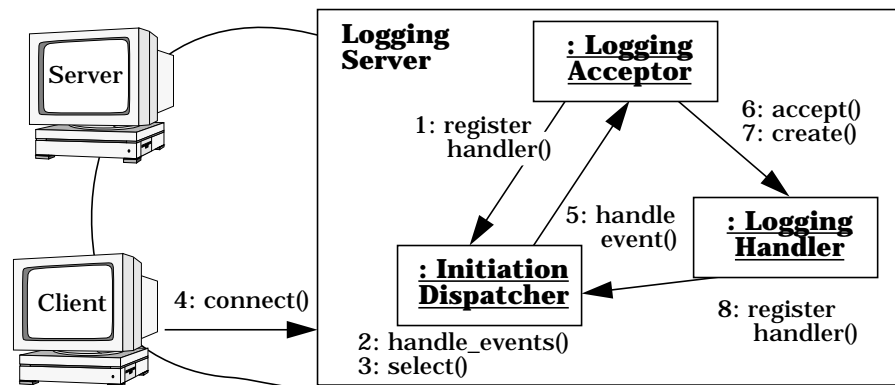 Server
Logging
Server
: Logging
Acceptor
1: register
handler()
6: accept()
7: create()
5: handle
event()
: Logging
Handler
: Initiation
Dispatcher
Client
4: connect()
2: handle_events()
3: select()
8: register
handler()